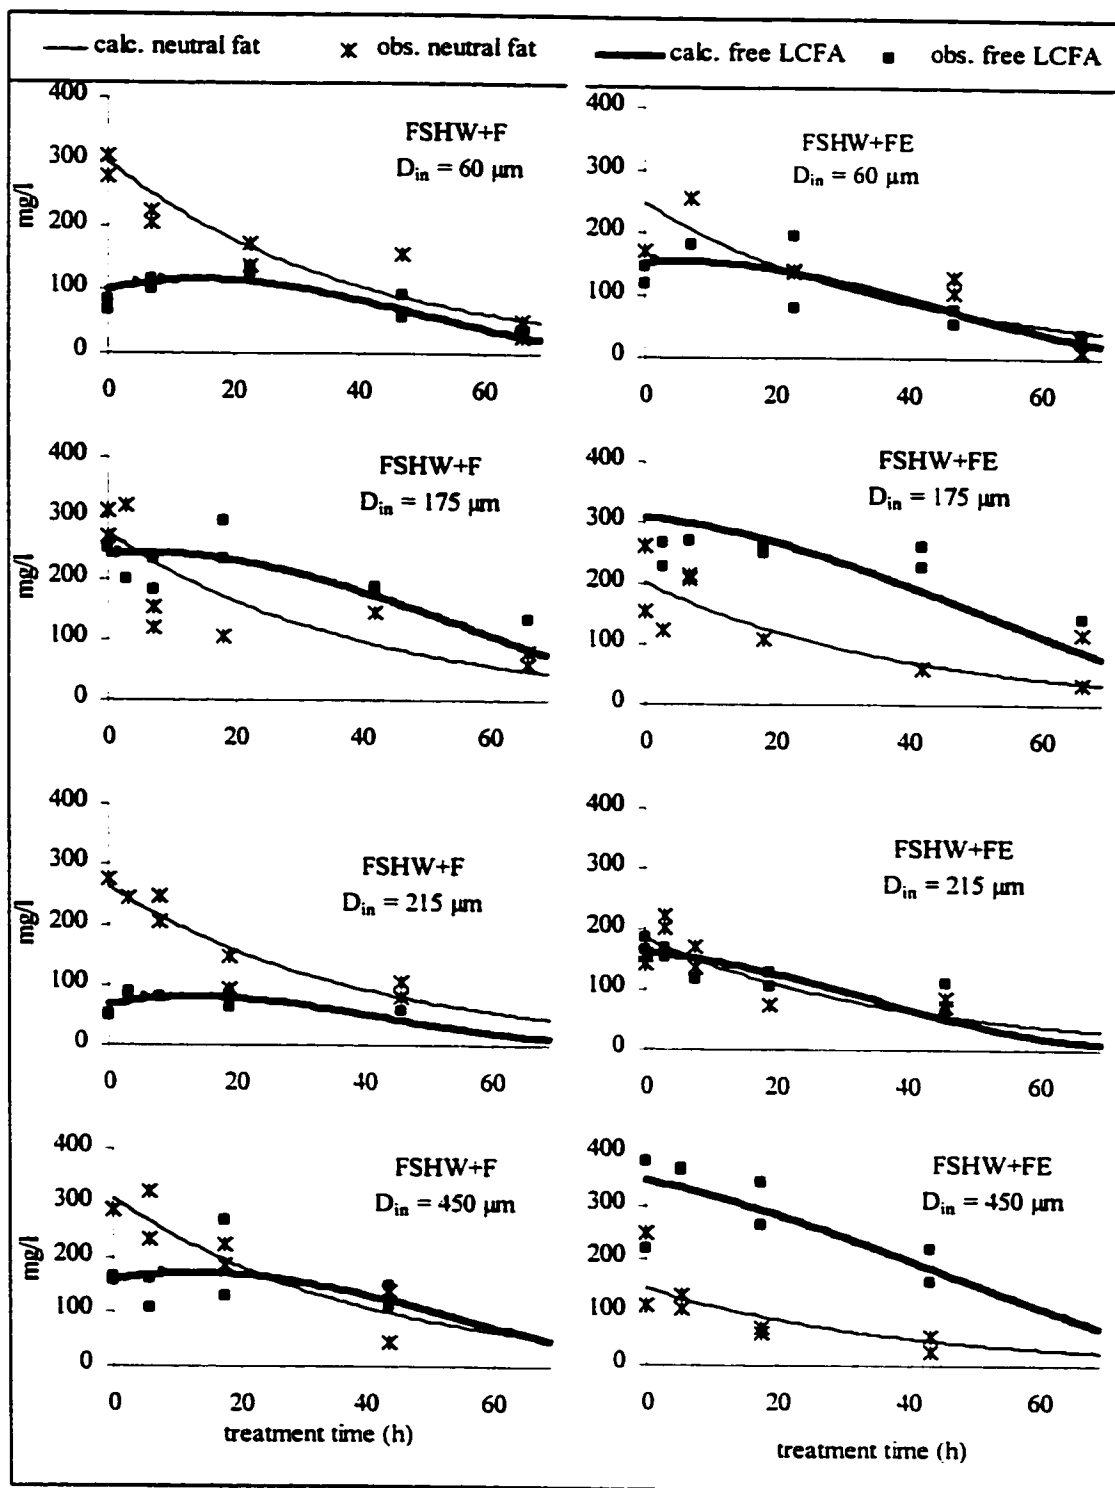 calc. neutral fat obs. neutral fat calc. free LCFA obs. free LCFA
400
300
200
100
0
mg/l
FSHW+F
D_in = 60 µm
0 20 40 60
400
300
200
100
0
FSHW+FE
D_in = 60 µm
0 20 40 60
400
300
200
100
0
mg/l
FSHW+F
D_in = 175 µm
0 20 40 60
400
300
200
100
0
FSHW+FE
D_in = 175 µm
0 20 40 60
400
300
200
100
0
mg/l
FSHW+F
D_in = 215 µm
0 20 40 60
400
300
200
100
0
FSHW+FE
D_in = 215 µm
0 20 40 60
400
300
200
100
0
mg/l
FSHW+F
D_in = 450 µm
0 20 40 60
treatment time (h)
400
300
200
100
0
FSHW+FE
D_in = 450 µm
0 20 40 60
treatment time (h)